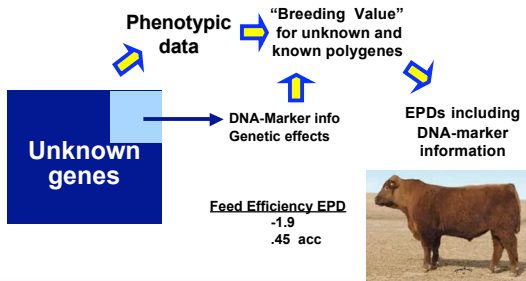 Phenotypic
data
“Breeding Value”
for unknown and
known polygenes
Unknown
genes
DNA-Marker info
Genetic effects
EPDs including
DNA-marker
information
Feed Efficiency EPD
-1.9
.45 acc